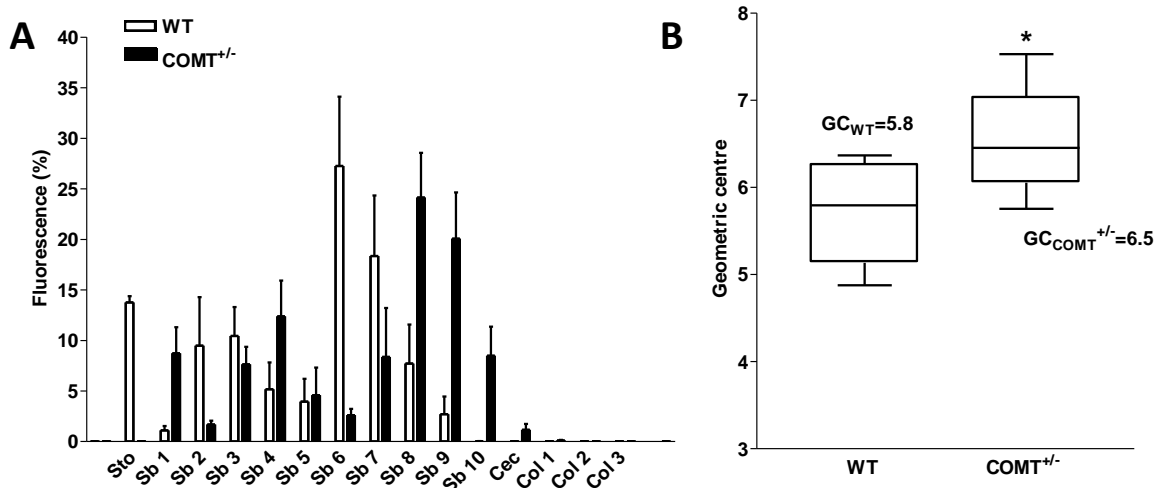 A
WT
COMT+/-
40
35
30
25
20
15
10
5
0
Fluorescence (%)
Sto
Sb 1
Sb 2
Sb 3
Sb 4
Sb 5
Sb 6
Sb 7
Sb 8
Sb 9
Sb 10
Cec
Col 1
Col 2
Col 3
B
8
7
6
5
4
3
Geometric centre
GCWT=5.8
*
GCCOMT+/-=6.5
WT
COMT+/-